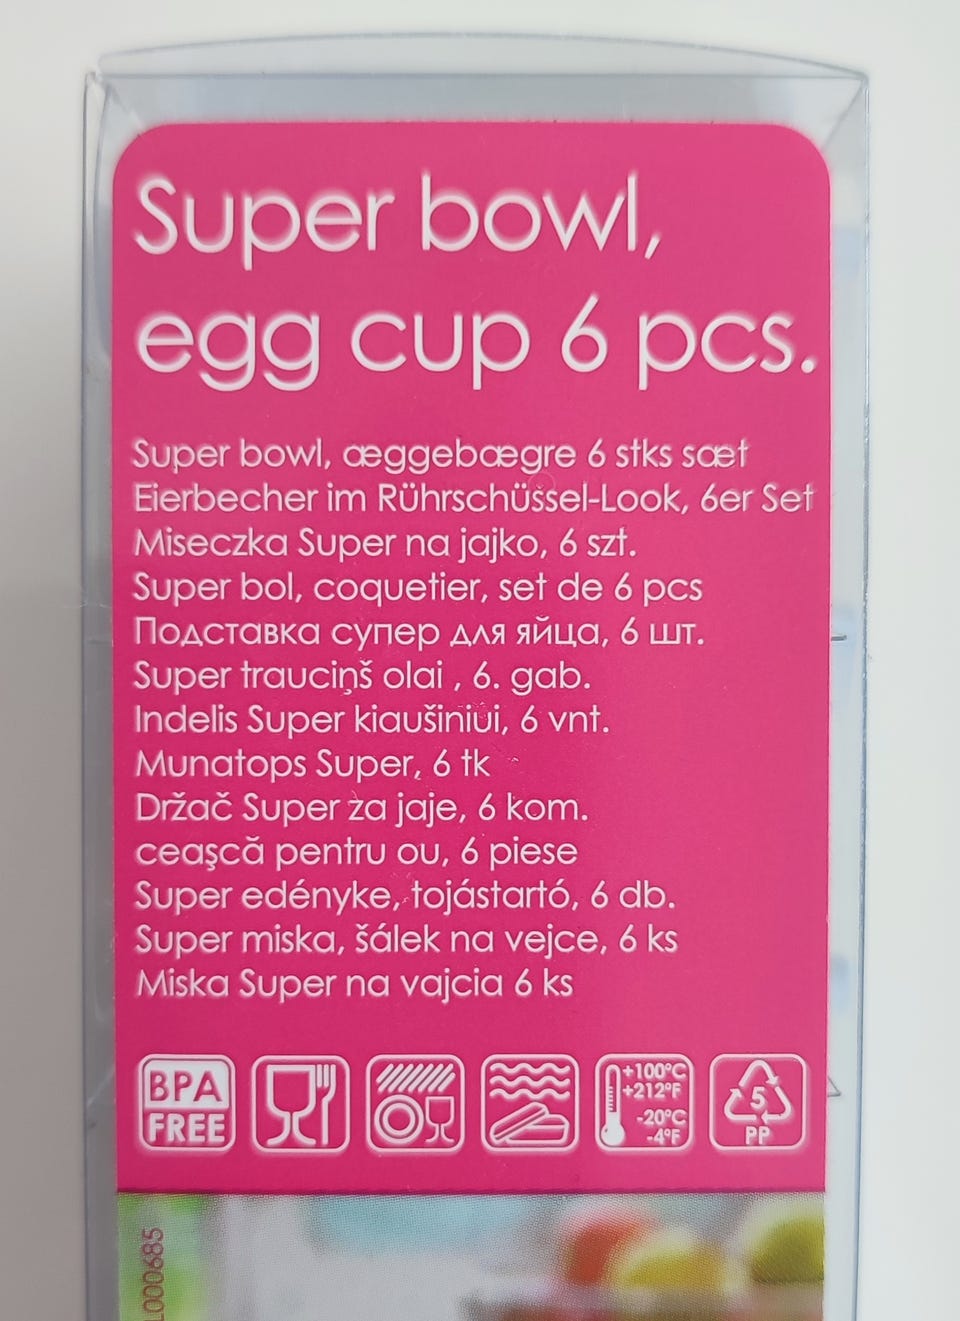 Super bowl,
egg cup 6 pcs.
Super bowl, æggebægre 6 stks sæt
Eierbecher im Rührschüssel-Look, 6er Set
Miseczka Super na jajko, 6 szt.
Super bol, coquetier, set de 6 pcs
Подставка супер для яйца, 6 шт.
Super trauciņš olai , 6. gab.
Indelis Super kiaušiniui, 6 vnt.
Munatops Super, 6 tk
Držač Super za jaje, 6 kom.
ceaşcă pentru ou, 6 piese
Super edényke, tojástartó, 6 db.
Super miska, šálek na vejce, 6 ks
Miska Super na vajcia 6 ks
BPA
FREE
+100°C
+212°F
-20°C
-4°F
5
PP